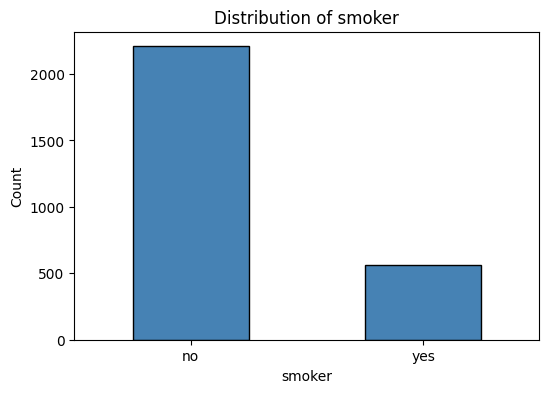 Distribution of smoker
Count
2000
1500
1000
500
0
no yes
smoker